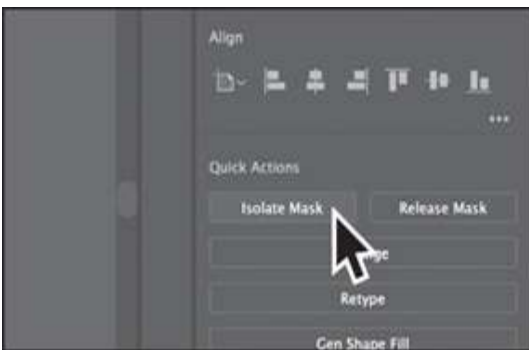 Align
Quick Actions
Isolate Mask
Release Mask
Retype
Gen Shape Fill